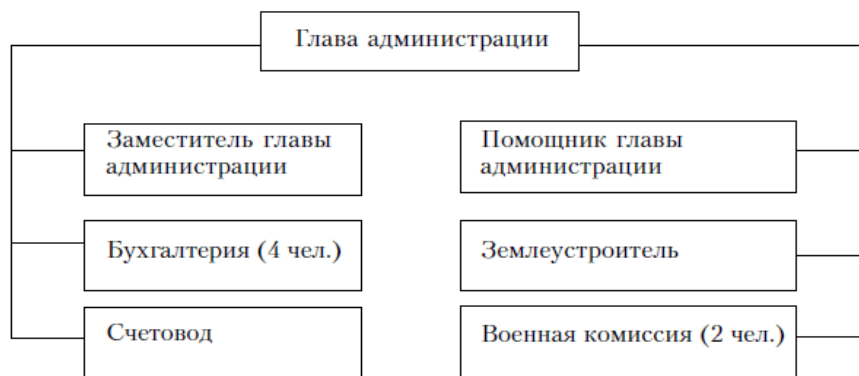 Глава администрации
Заместитель главы
администрации
Помощник главы
администрации
Бухгалтерия (4 чел.)
Землеустроитель
Счетовод
Военная комиссия (2 чел.)